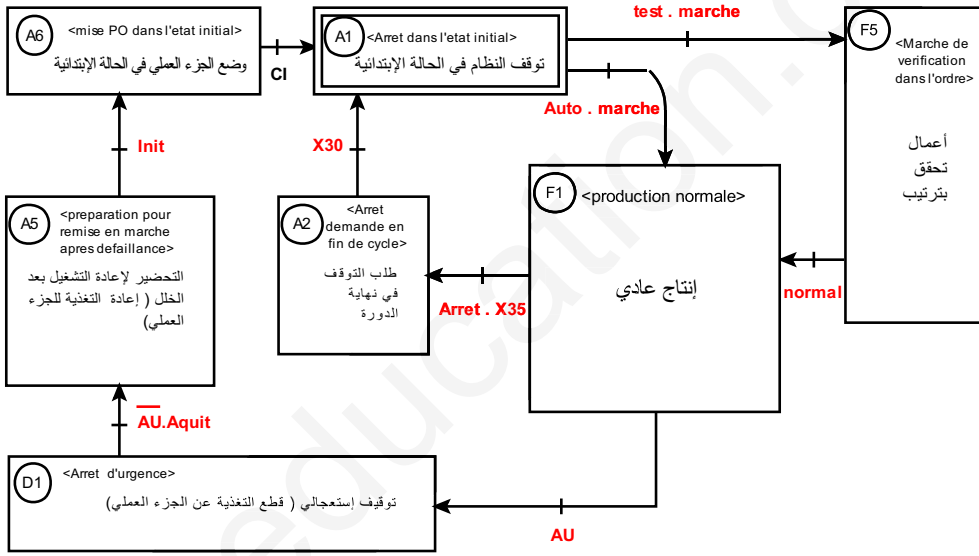 A6
<mise PO dans l'etat initial>
وضع الجزء العملي في الحالة الإبتدائية
CI
A1
<Arret dans l'etat initial>
توقف النظام في الحالة الإبتدائية
test . marche
F5
<Marche de
verification
dans l'ordre>
أعمال
تحقق
بترتيب
Auto . marche
Init
X30
A5
<preparation pour
remise en marche
apres defaillance>
التحضير لإعادة التشغيل بعد
الخلل ( إعادة التغذية للجزء
العملي)
A2
<Arret
demande en
fin de cycle>
طلب التوقف
في نهاية
الدورة
F1
<production normale>
إنتاج عادي
Arret . X35
normal
A̅U̅.Aquit
D1
<Arret d'urgence>
توقيف إستعجالي ( قطع التغذية عن الجزء العملي)
AU
education.